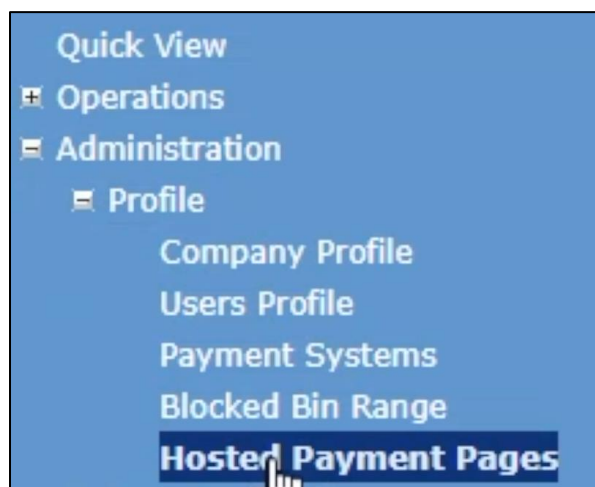 Quick View
Operations
Administration
Profile
Company Profile
Users Profile
Payment Systems
Blocked Bin Range
Hosted Payment Pages